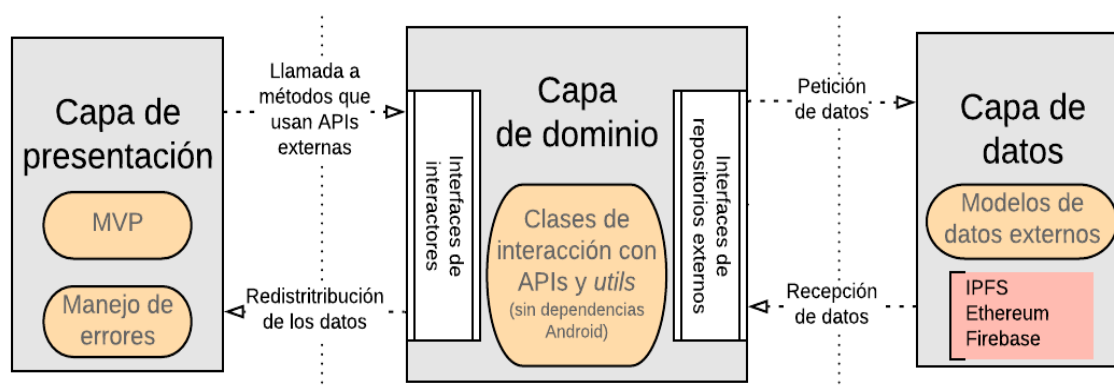 Capa de
presentación
MVP
Manejo de
errores
Llamada a
métodos que
usan APIs
externas
Redistritribución
de los datos
Interfaces de
interactores
Capa
de dominio
Clases de
interacción con
APIs y utils
(sin dependencias
Android)
Interfaces de
repositorios externos
Petición
de datos
Recepción
de datos
Capa de
datos
Modelos de
datos externos
IPFS
Ethereum
Firebase